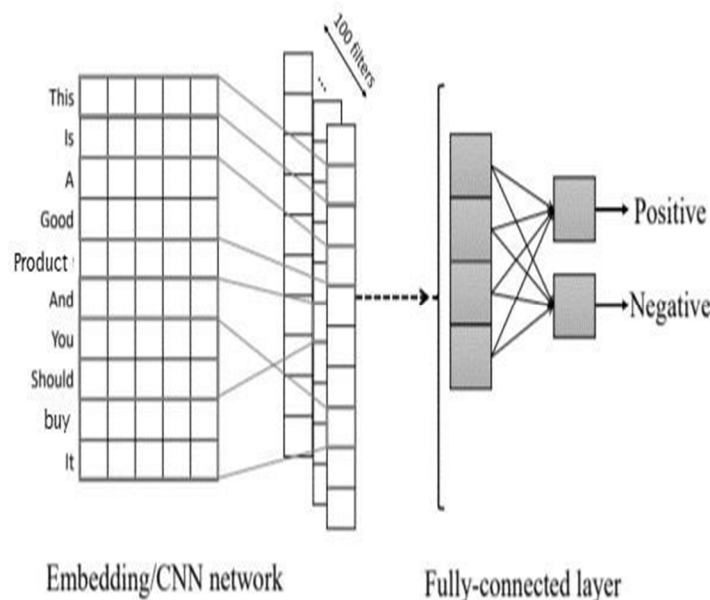 100 filters
...
This
Is
A
Good
Product
And
You
Should
buy
It
Positive
Negative
Embedding/CNN network
Fully-connected layer